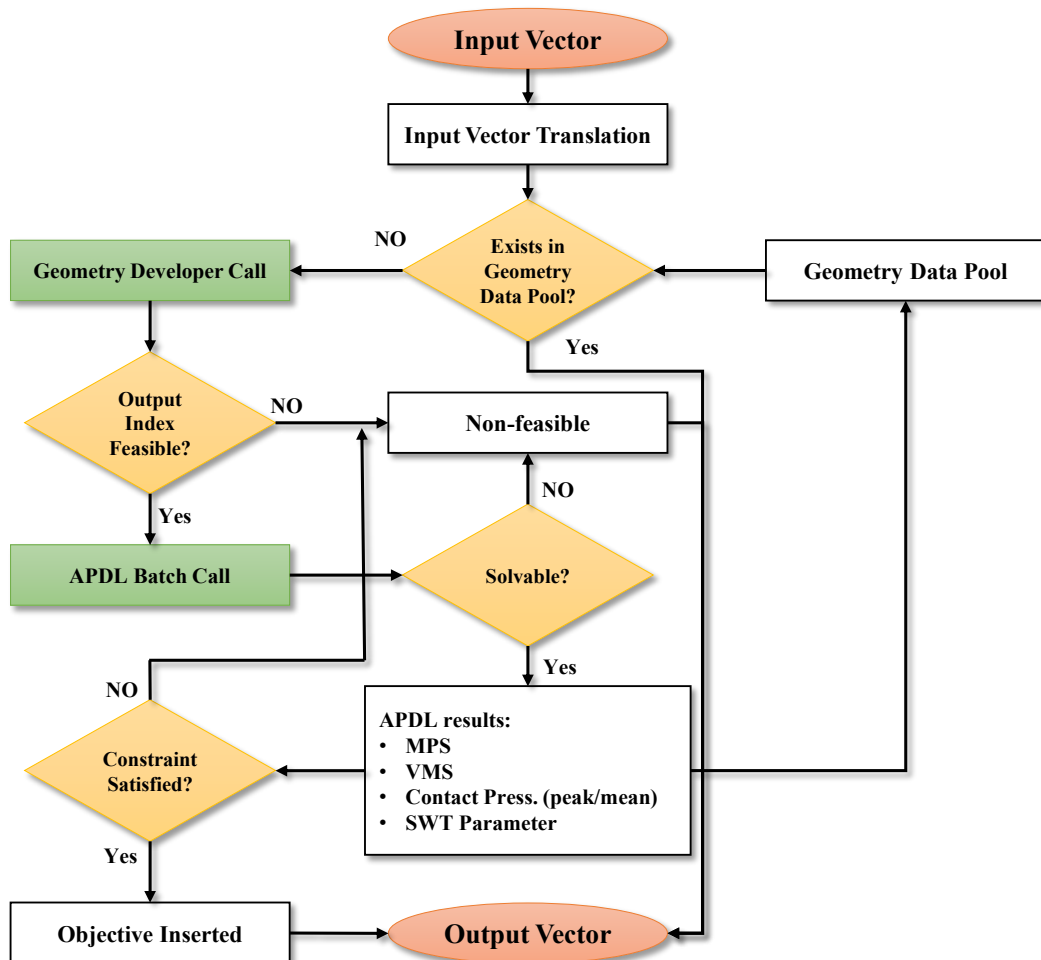 Input Vector
Input Vector Translation
NO
Exists in
Geometry
Data Pool?
Geometry Developer Call
Geometry Data Pool
Yes
Output
Index
Feasible?
NO
Non-feasible
Yes
NO
APDL Batch Call
Solvable?
Yes
NO
Constraint
Satisfied?
APDL results:
• MPS
• VMS
• Contact Press. (peak/mean)
• SWT Parameter
Yes
Objective Inserted
Output Vector